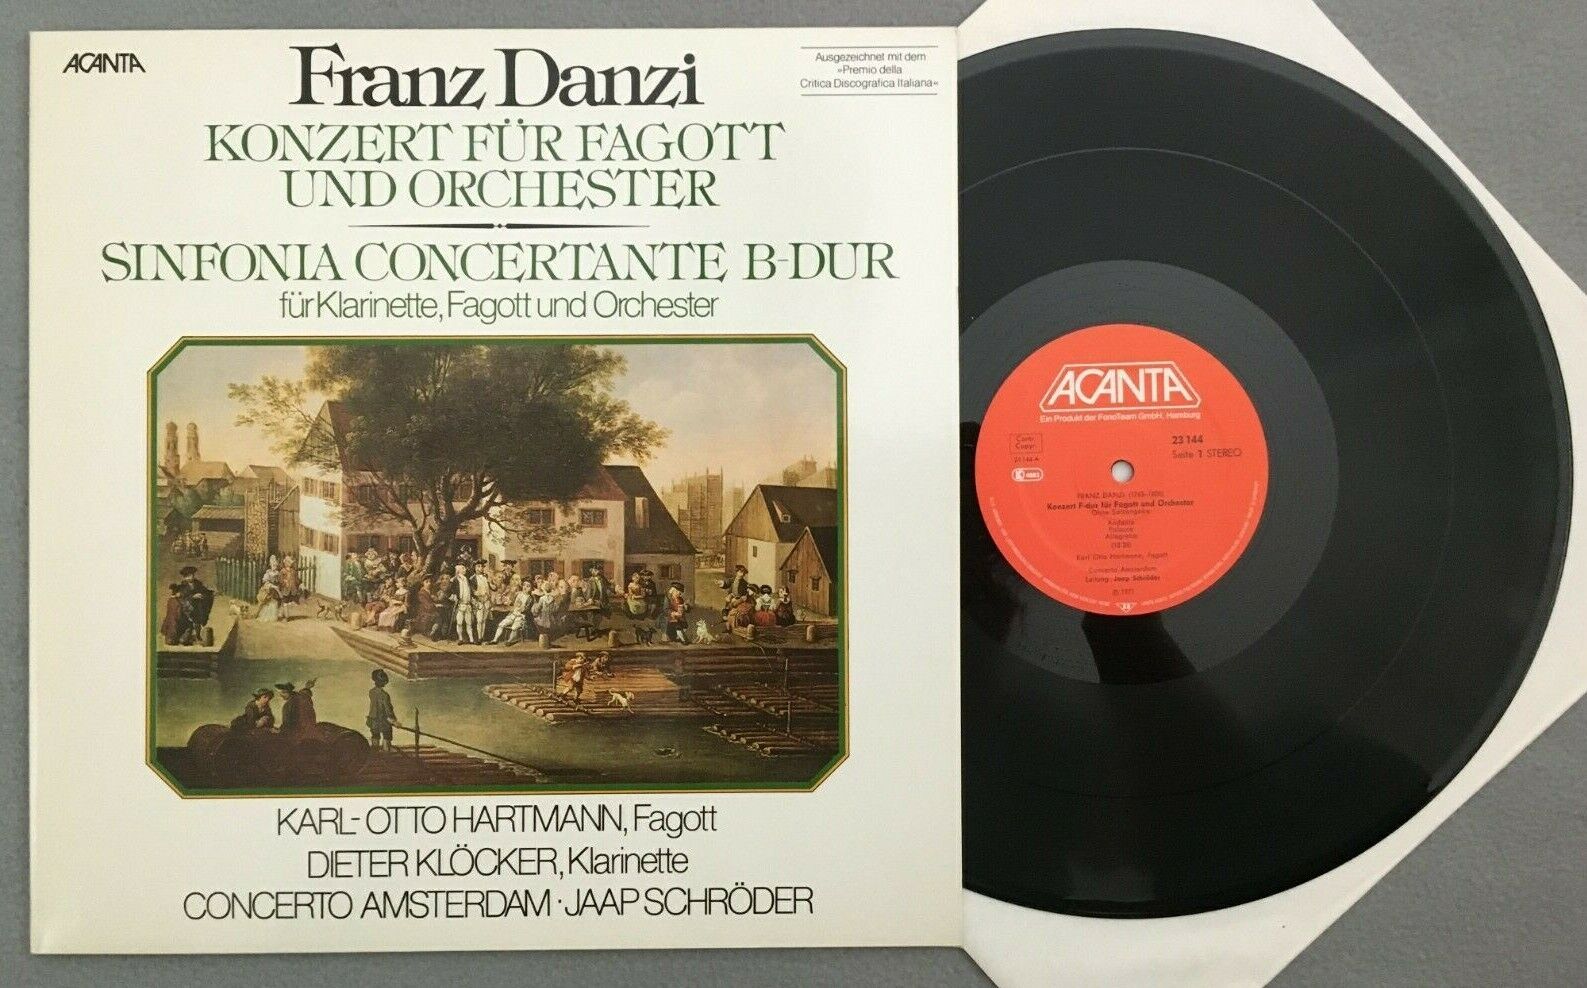 ACANTA
Franz Danzi
Ausgezeichnet mit dem
»Premio della
Critica Discografica Italiana«
KONZERT FÜR FAGOTT
UND ORCHESTER
SINFONIA CONCERTANTE B-DUR
für Klarinette, Fagott und Orchester
KARL-OTTO HARTMANN, Fagott
DIETER KLÖCKER, Klarinette
CONCERTO AMSTERDAM · JAAP SCHRÖDER
ACANTA
Ein Produkt der FonoTeam GmbH, Hamburg
23 144
Seite 1 STEREO
FRANZ DANZI
Konzert F-dur für Fagott und Orchester
Andante
Polacca
Allegretto
Karl Otto Hartmann, Fagott
Concerto Amsterdam
Leitung: Jaap Schröder